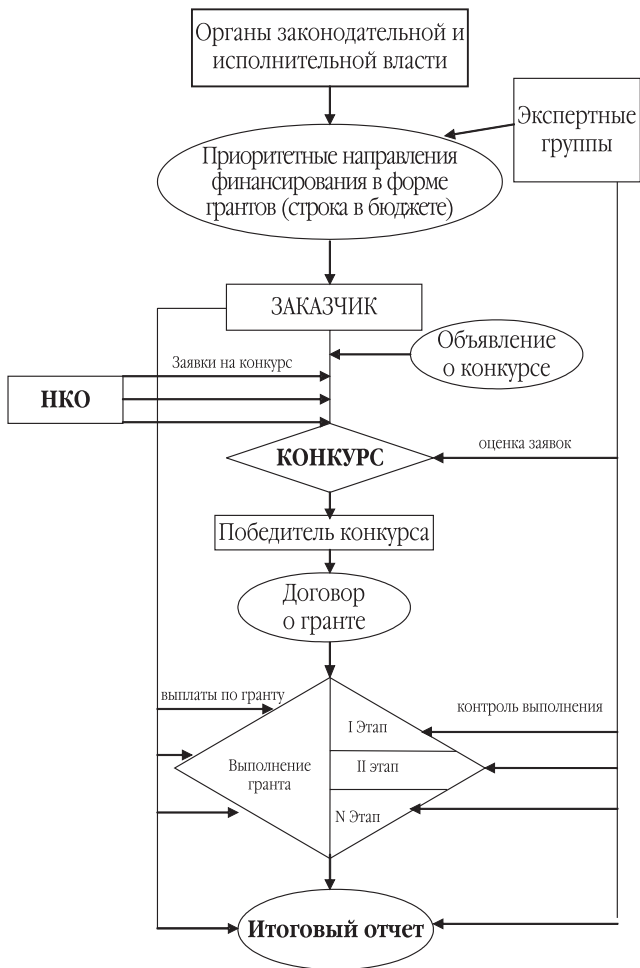 Органы законодательной и
исполнительной власти
Экспертные
группы
Приоритетные направления
финансирования в форме
грантов (строка в бюджете)
ЗАКАЗЧИК
Объявление
о конкурсе
Заявки на конкурс
НКО
КОНКУРС
оценка заявок
Победитель конкурса
Договор
о гранте
выплаты по гранту
контроль выполнения
I Этап
Выполнение
гранта
II этап
N Этап
Итоговый отчет